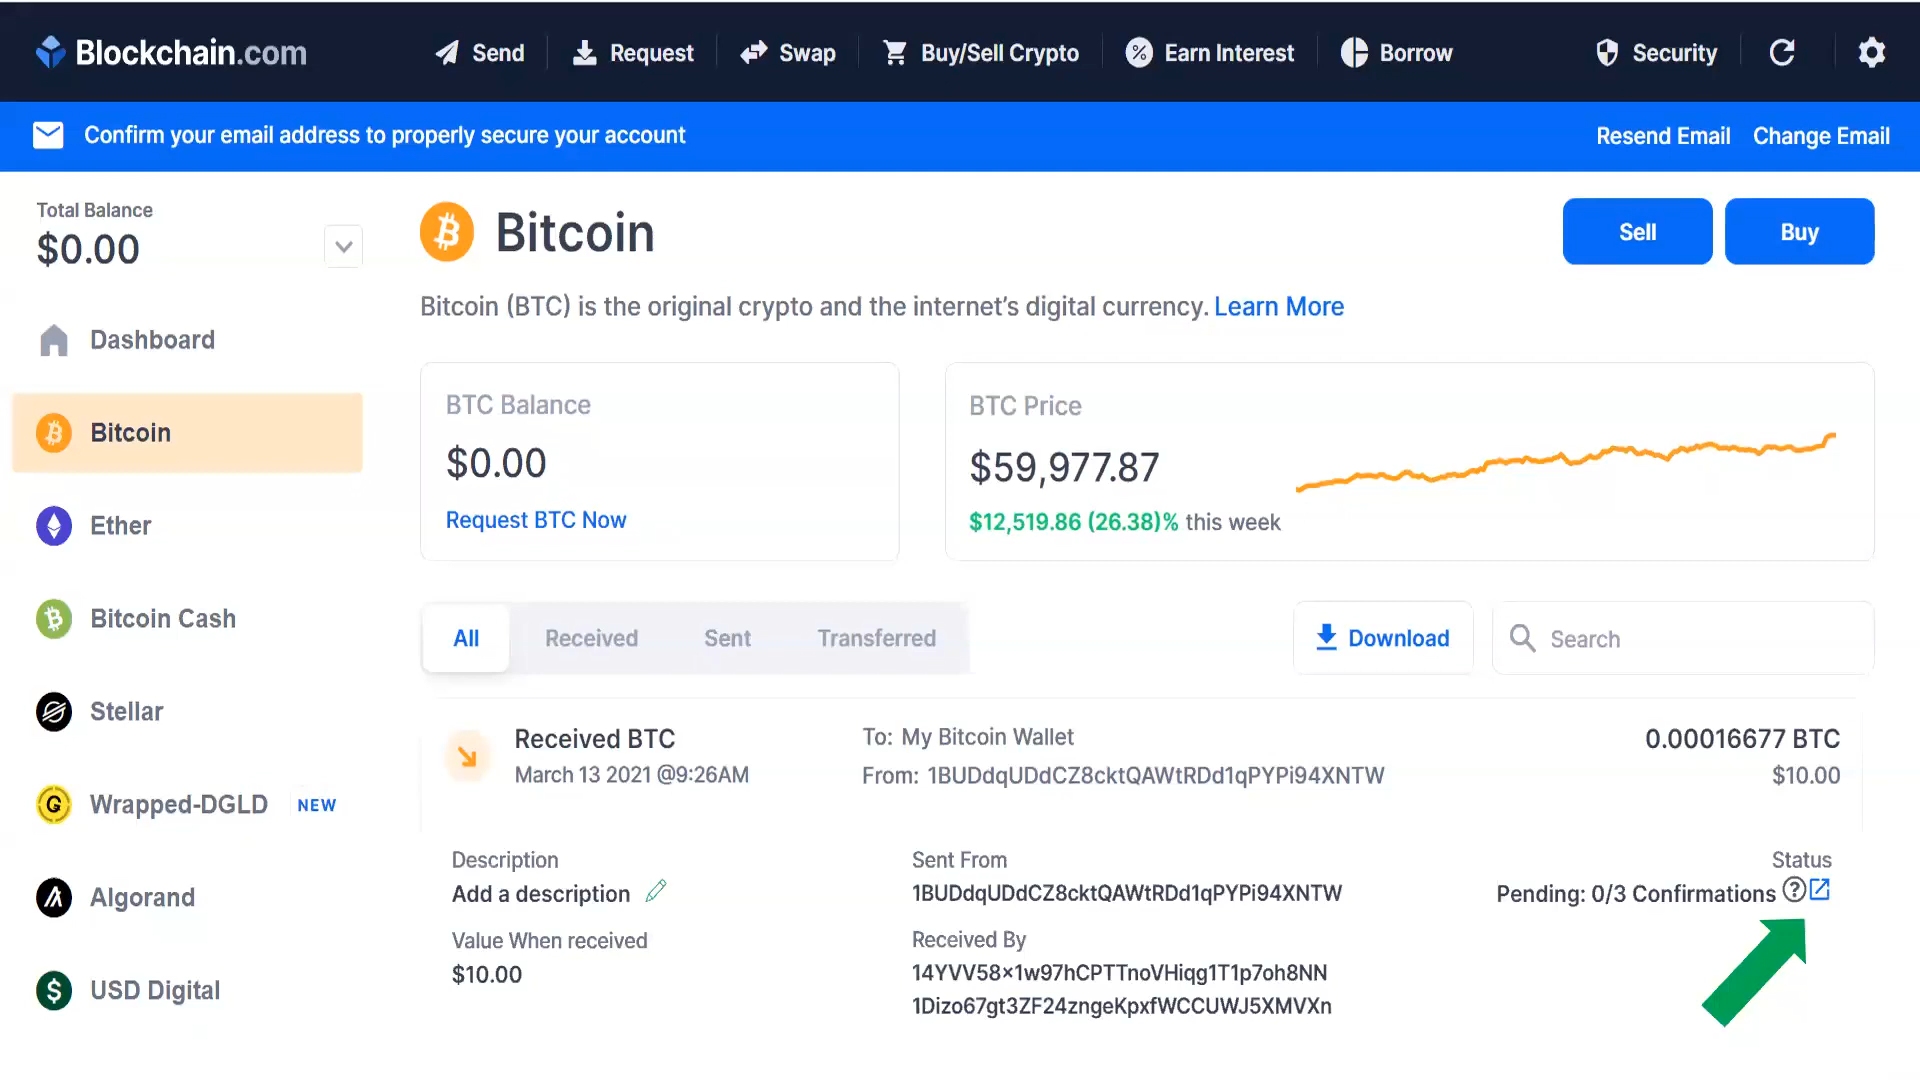 Blockchain.com
Send
Request
Swap
Buy/Sell Crypto
Earn Interest
Borrow
Security
Confirm your email address to properly secure your account
Resend Email
Change Email
Total Balance
$0.00
Dashboard
Bitcoin
Ether
Bitcoin Cash
Stellar
Wrapped-DGLD NEW
Algorand
USD Digital
Bitcoin
Sell
Buy
Bitcoin (BTC) is the original crypto and the internet's digital currency. Learn More
BTC Balance
$0.00
Request BTC Now
BTC Price
$59,977.87
$12,519.86 (26.38)% this week
All
Received
Sent
Transferred
Download
Search
Received BTC
March 13 2021 @9:26AM
To: My Bitcoin Wallet
From: 1BUDdqUDdCZ8cktQAWtRDd1qPYPi94XNTW
0.00016677 BTC
$10.00
Description
Add a description
Value When received
$10.00
Sent From
1BUDdqUDdCZ8cktQAWtRDd1qPYPi94XNTW
Received By
14YVV58×1w97hCPTTnoVHiqg1T1p7oh8NN
1Dizo67gt3ZF24zngeKpxfWCCUWJ5XMVXn
Status
Pending: 0/3 Confirmations